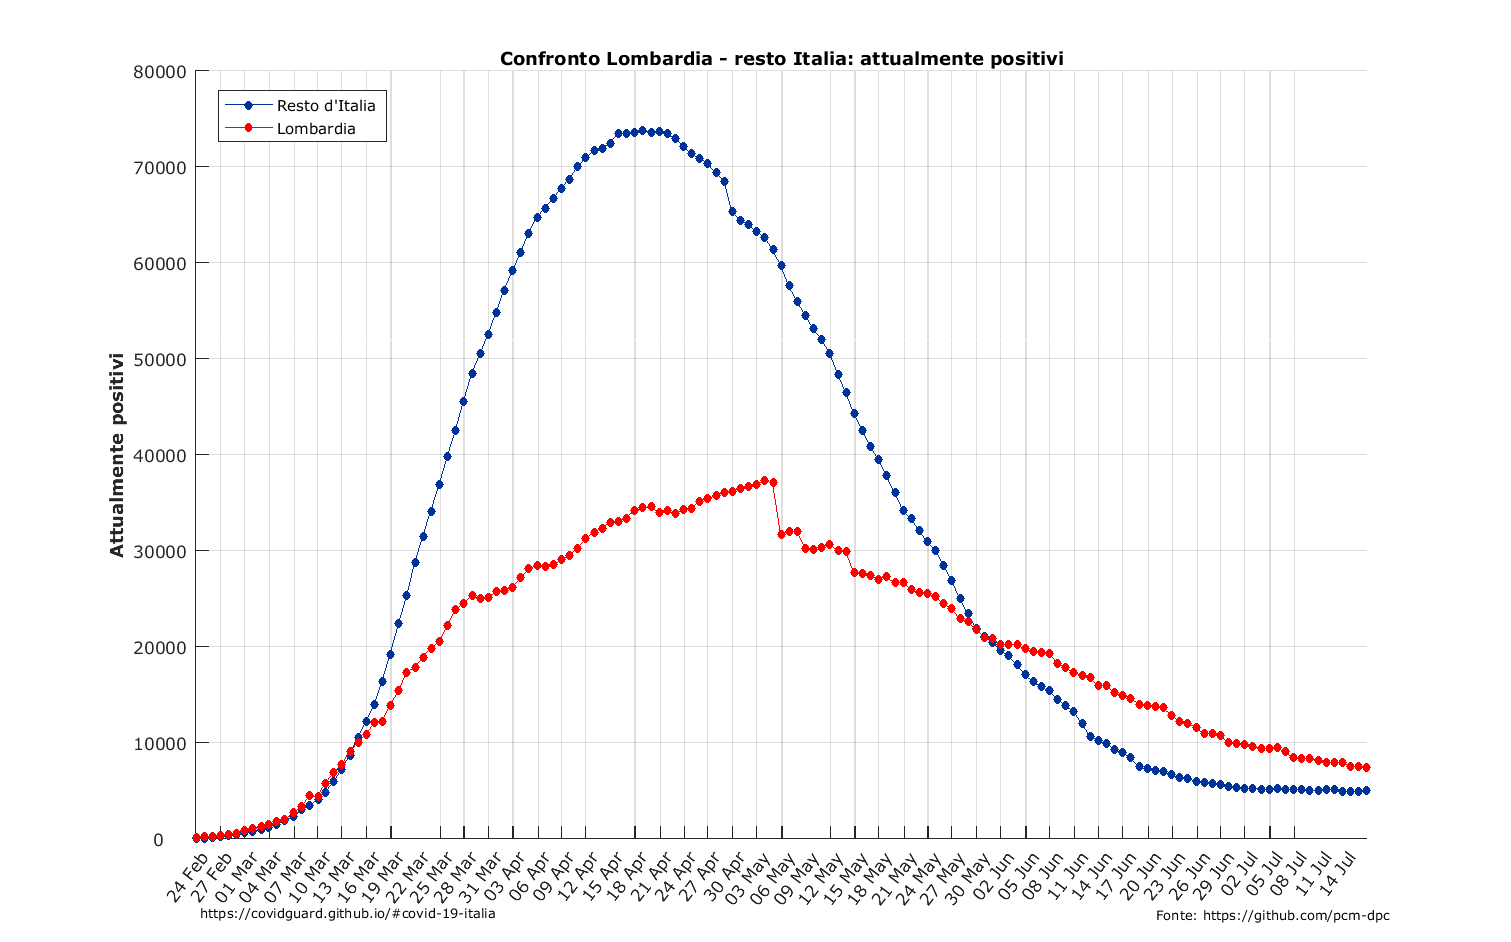 Confronto Lombardia - resto Italia: attualmente positivi
80000
70000
60000
50000
40000
30000
20000
10000
0
Attualmente positivi
Resto d'Italia
Lombardia
24 Feb
27 Feb
01 Mar
04 Mar
07 Mar
10 Mar
13 Mar
16 Mar
19 Mar
22 Mar
25 Mar
28 Mar
31 Mar
03 Apr
06 Apr
09 Apr
12 Apr
15 Apr
18 Apr
21 Apr
24 Apr
27 Apr
30 Apr
03 May
06 May
09 May
12 May
15 May
18 May
21 May
24 May
27 May
30 May
02 Jun
05 Jun
08 Jun
11 Jun
14 Jun
17 Jun
20 Jun
23 Jun
26 Jun
29 Jun
02 Jul
05 Jul
08 Jul
11 Jul
14 Jul
https://covidguard.github.io/#covid-19-italia
Fonte: https://github.com/pcm-dpc